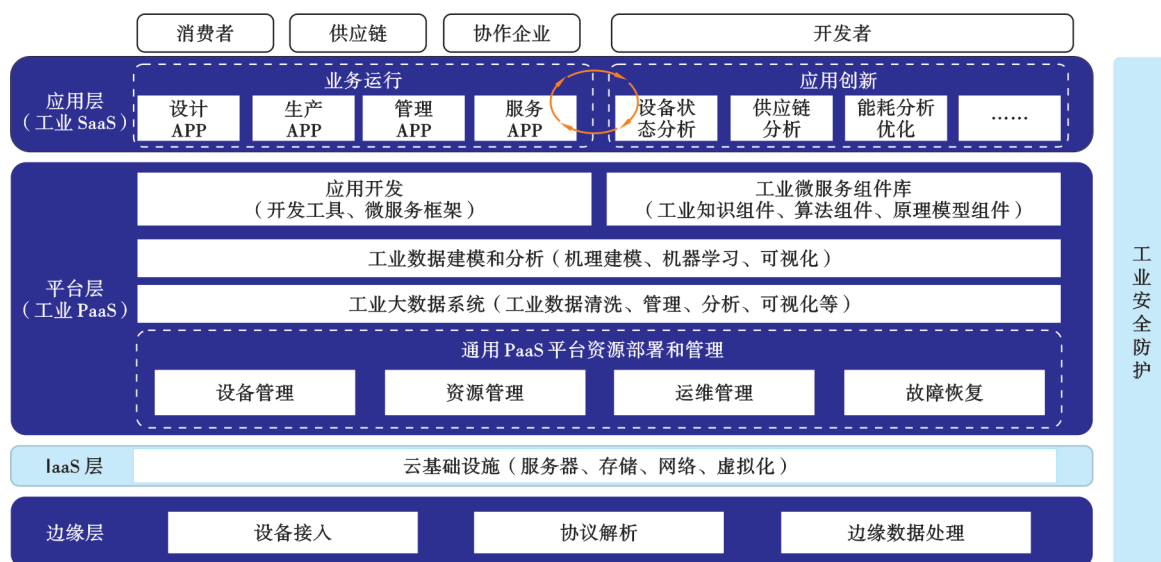 消费者
供应链
协作企业
开发者
应用层
（工业 SaaS）
业务运行
设计
APP
生产
APP
管理
APP
服务
APP
应用创新
设备状
态分析
供应链
分析
能耗分析
优化
……
平台层
（工业 PaaS）
应用开发
（开发工具、微服务框架）
工业微服务组件库
（工业知识组件、算法组件、原理模型组件）
工业数据建模和分析（机理建模、机器学习、可视化）
工业大数据系统（工业数据清洗、管理、分析、可视化等）
通用 PaaS 平台资源部署和管理
设备管理
资源管理
运维管理
故障恢复
IaaS 层
云基础设施（服务器、存储、网络、虚拟化）
边缘层
设备接入
协议解析
边缘数据处理
工业安全防护